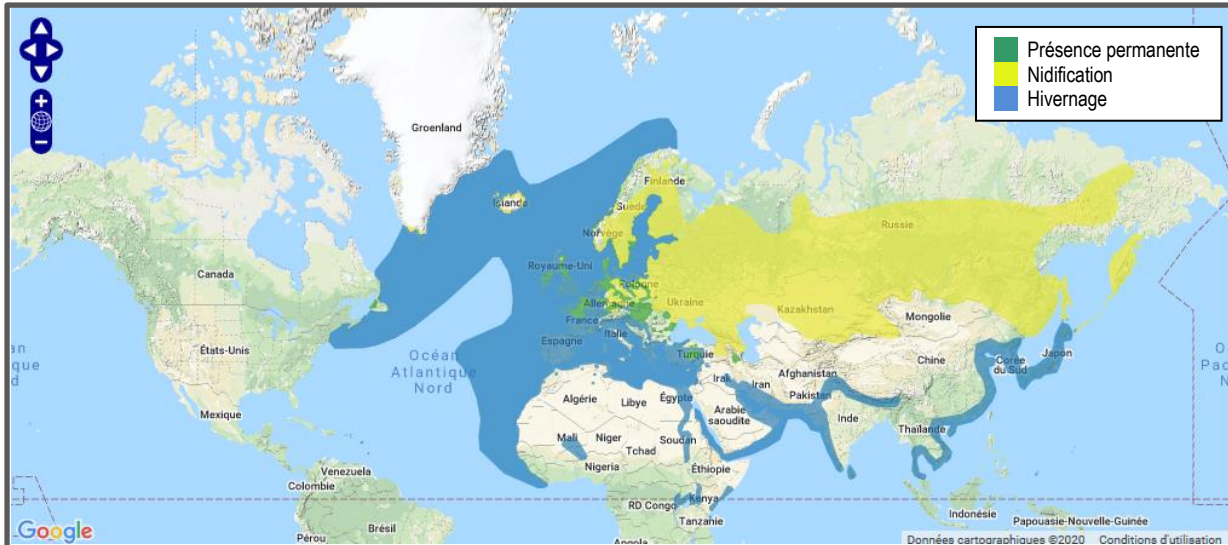 Présence permanente
Nidification
Hivernage
Groenland
Finlande
Islande
Suède
Norvège
Russie
Royaume-Uni
Canada
Pologne
Allemagne
Ukraine
Kazakhstan
France
Mongolie
Italie
États-Unis
Espagne
Océan
Atlantique
Nord
Turquie
Chine
Corée
du Sud
Japon
Afghanistan
Irak
Iran
Pakistan
Algérie
Libye
Égypte
Arabie
saoudite
Inde
Mexique
Mali
Niger
Tchad
Soudan
Thaïlande
Nigeria
Éthiopie
Venezuela
Colombie
RD Congo
Kenya
Tanzanie
Indonésie
Papouasie-Nouvelle-Guinée
Brésil
Pérou
Angola
Google
Données cartographiques ©2020 Conditions d'utilisation